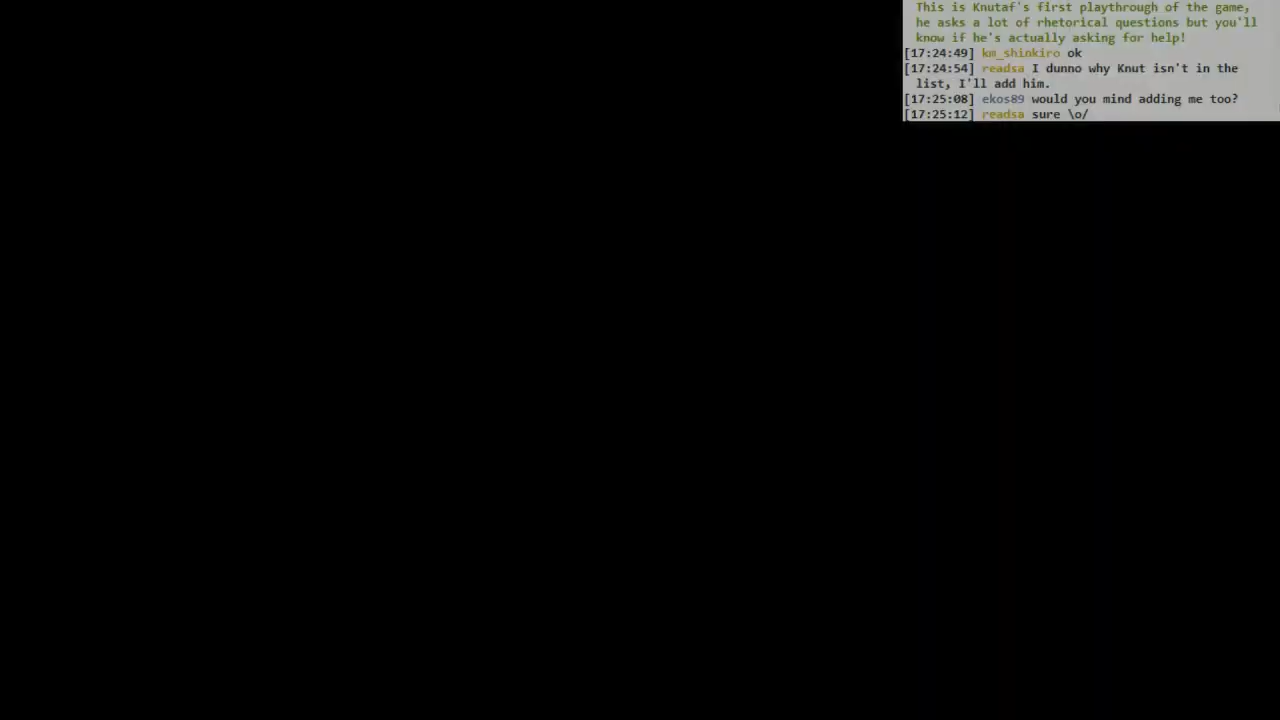 This is Knutaf's first playthrough of the game,
he asks a lot of rhetorical questions but you'll
know if he's actually asking for help!
[17:24:49] km_shinkiro ok
[17:24:54] readsa I dunno why Knut isn't in the
list, I'll add him.
[17:25:08] ekos89 would you mind adding me too?
[17:25:12] readsa sure \o/